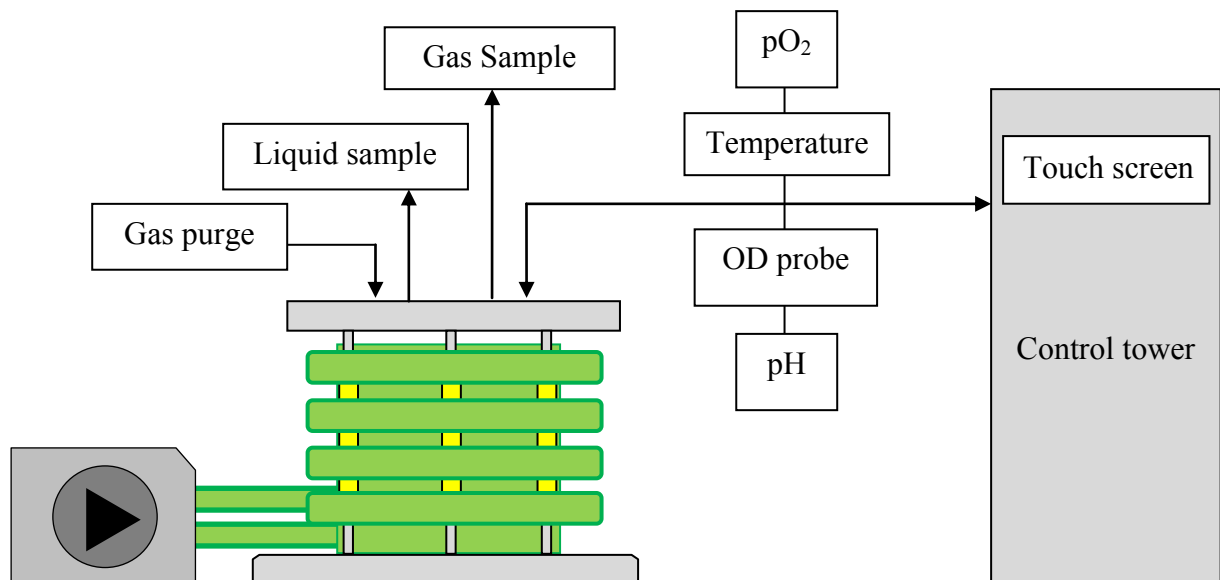 pO₂
Gas Sample
Temperature
Liquid sample
Touch screen
Gas purge
OD probe
pH
Control tower